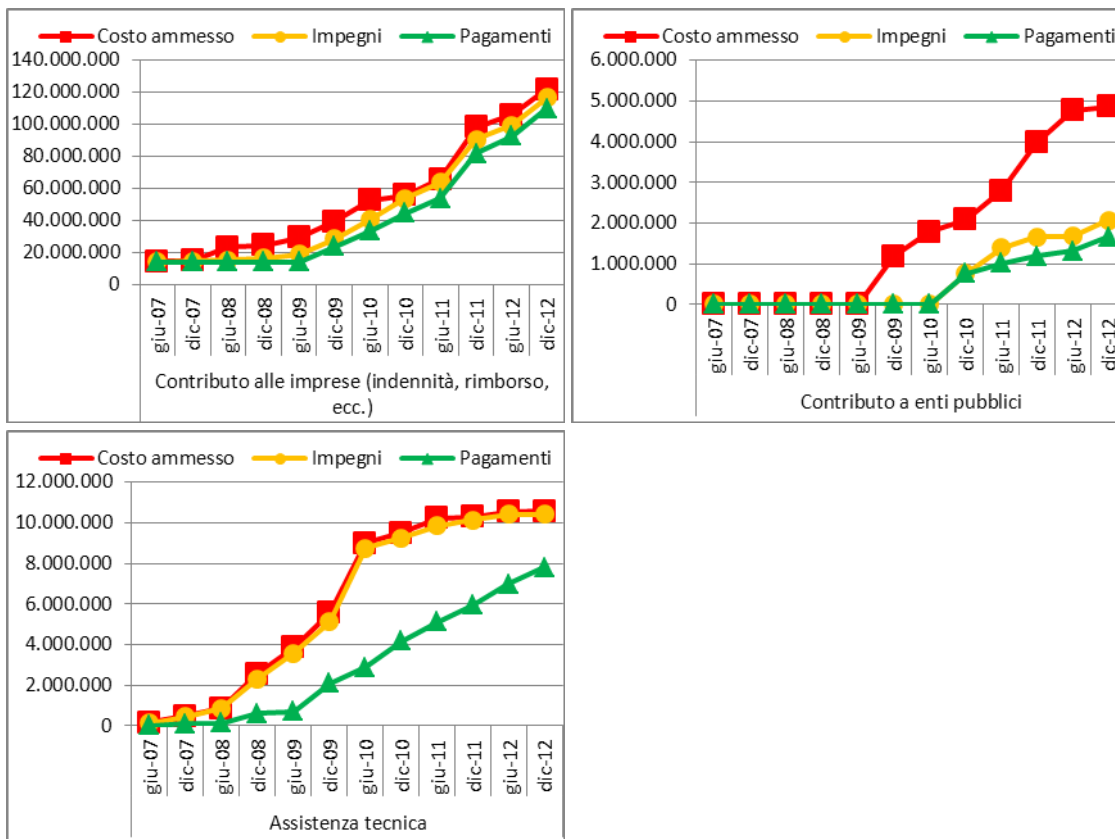 Costo ammesso Impegni Pagamenti
140.000.000
120.000.000
100.000.000
80.000.000
60.000.000
40.000.000
20.000.000
0
giu-07 dic-07 giu-08 dic-08 giu-09 dic-09 giu-10 dic-10 giu-11 dic-11 giu-12 dic-12
Contributo alle imprese (indennità, rimborso,
ecc.)
Costo ammesso Impegni Pagamenti
6.000.000
5.000.000
4.000.000
3.000.000
2.000.000
1.000.000
0
giu-07 dic-07 giu-08 dic-08 giu-09 dic-09 giu-10 dic-10 giu-11 dic-11 giu-12 dic-12
Contributo a enti pubblici
Costo ammesso Impegni Pagamenti
12.000.000
10.000.000
8.000.000
6.000.000
4.000.000
2.000.000
0
giu-07 dic-07 giu-08 dic-08 giu-09 dic-09 giu-10 dic-10 giu-11 dic-11 giu-12 dic-12
Assistenza tecnica